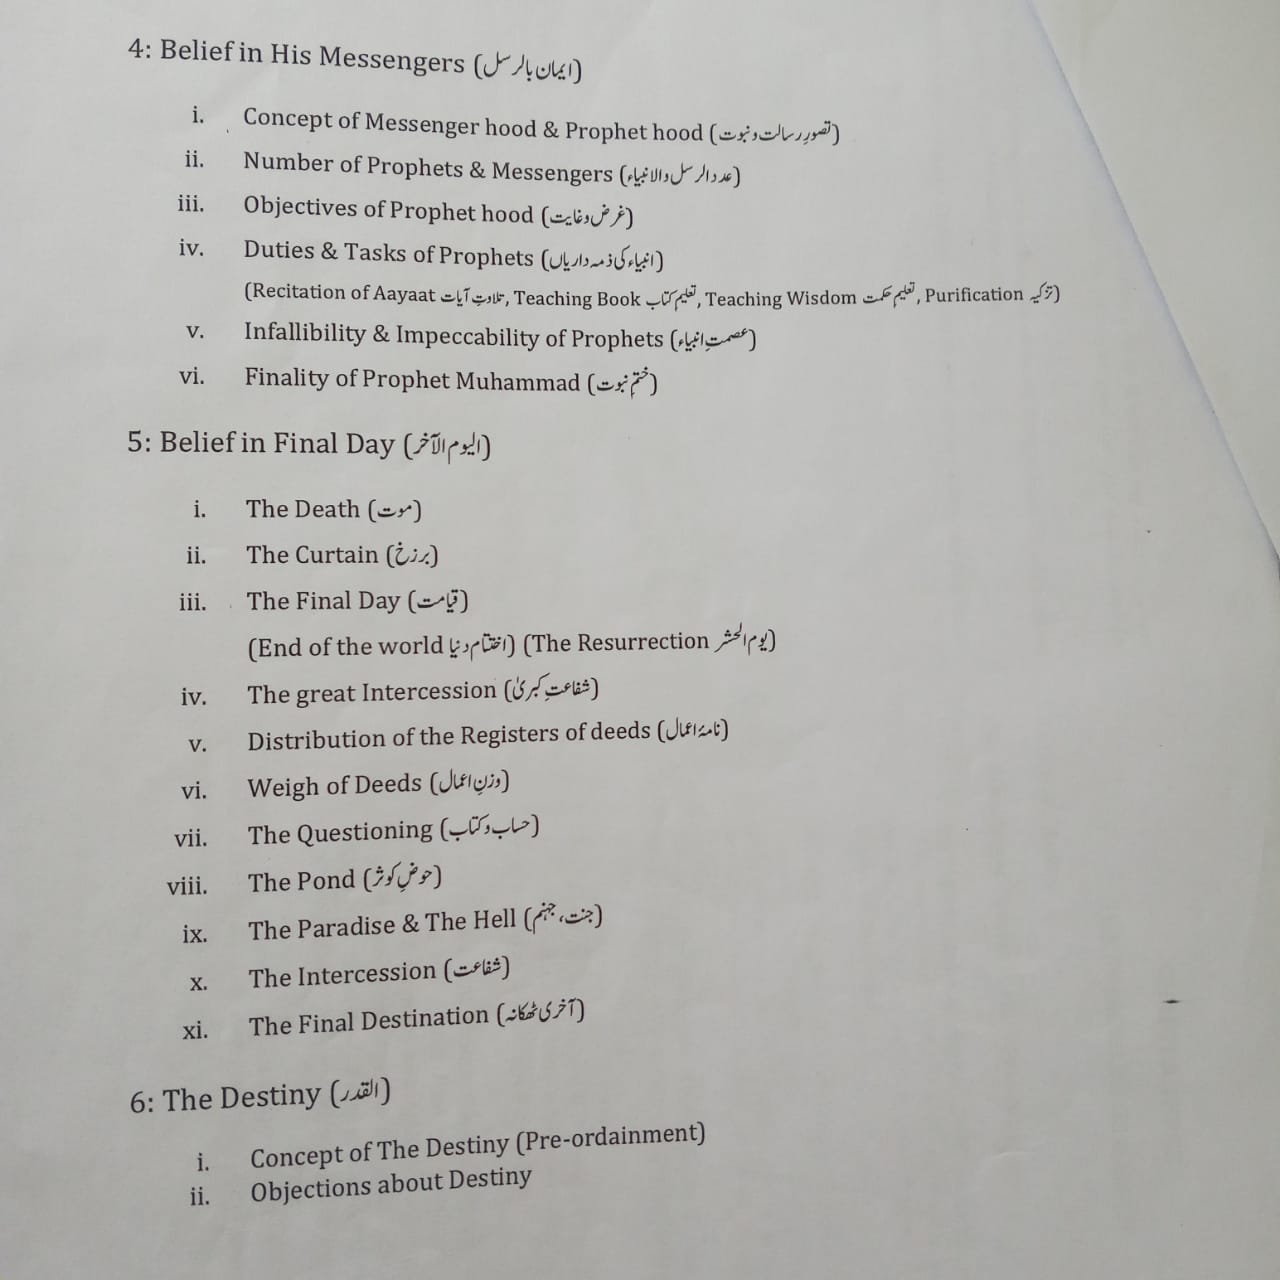 4: Belief in His Messengers (ایمان بالرسل)
i. Concept of Messenger hood & Prophet hood (تصورِ رسالت و نبوت)
ii. Number of Prophets & Messengers (عدد الرسل والانبیاء)
iii. Objectives of Prophet hood (غرض و غایت)
iv. Duties & Tasks of Prophets (انبیاء کی ذمہ داریاں)
(Recitation of Aayaat تلاوتِ آیات, Teaching Book تعلیمِ کتاب, Teaching Wisdom تعلیم حکمت, Purification تزکیہ)
v. Infallibility & Impeccability of Prophets (عصمتِ انبیاء)
vi. Finality of Prophet Muhammad (ختمِ نبوت)
5: Belief in Final Day (الیوم الآخر)
i. The Death (موت)
ii. The Curtain (برزخ)
iii. The Final Day (قیامت)
(End of the world اختتام دنیا) (The Resurrection یوم الحشر)
iv. The great Intercession (شفاعتِ کبریٰ)
v. Distribution of the Registers of deeds (نامۂ اعمال)
vi. Weigh of Deeds (وزنِ اعمال)
vii. The Questioning (حساب و کتاب)
viii. The Pond (حوضِ کوثر)
ix. The Paradise & The Hell (جنت، جہنم)
x. The Intercession (شفاعت)
xi. The Final Destination (آخری ٹھکانہ)
6: The Destiny (القدر)
i. Concept of The Destiny (Pre-ordainment)
ii. Objections about Destiny